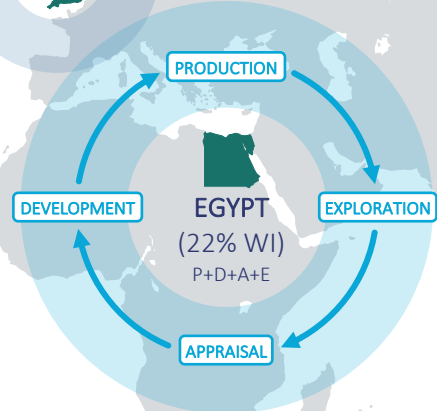 PRODUCTION
DEVELOPMENT
EGYPT
EXPLORATION
(22% WI)
P+D+A+E
APPRAISAL